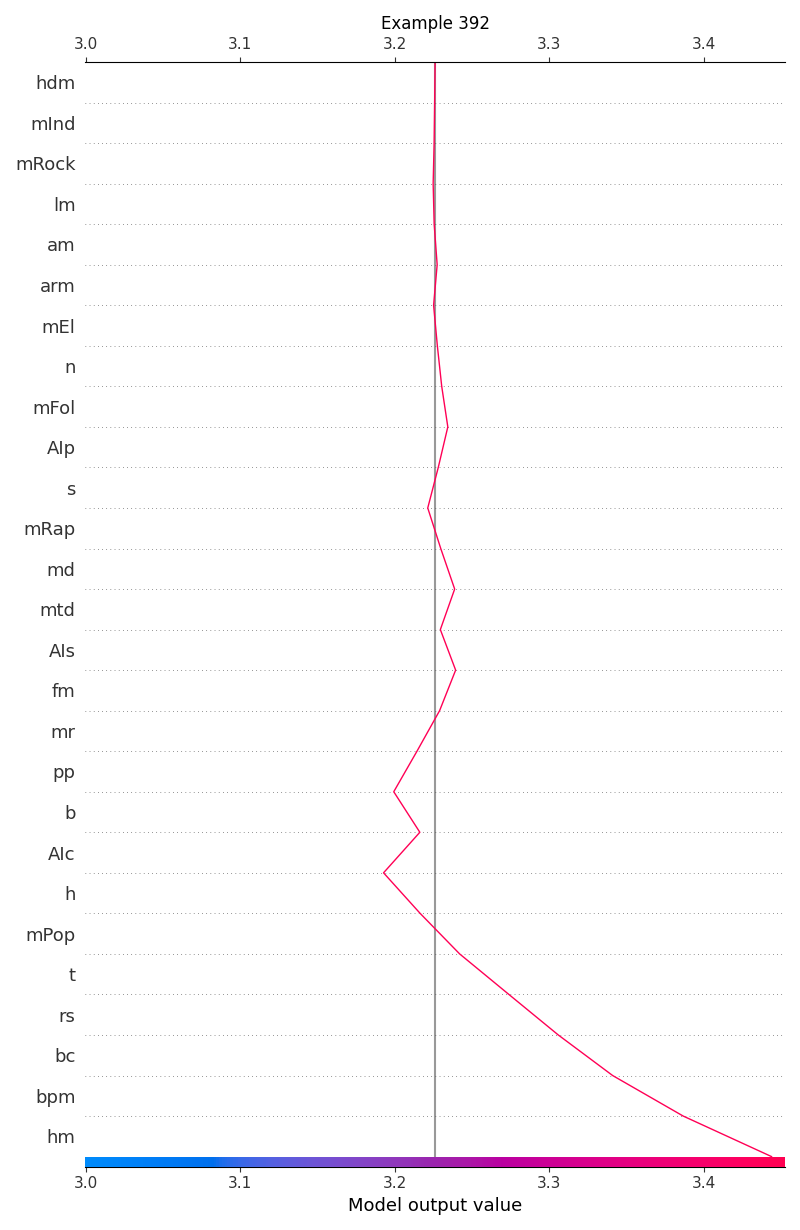 Example 392
3.0 3.1 3.2 3.3 3.4
hdm
mInd
mRock
lm
am
arm
mEl
n
mFol
AIp
s
mRap
md
mtd
AIs
fm
mr
pp
b
AIc
h
mPop
t
rs
bc
bpm
hm
3.0 3.1 3.2 3.3 3.4
Model output value